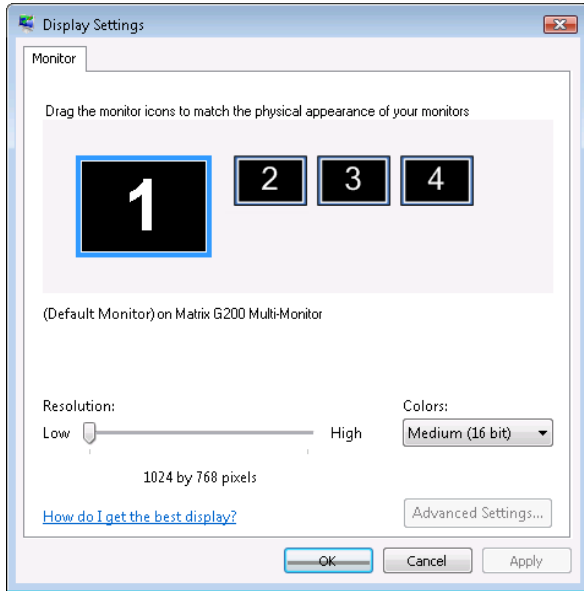 Display Settings
Monitor
Drag the monitor icons to match the physical appearance of your monitors
1 2 3 4
(Default Monitor) on Matrix G200 Multi-Monitor
Resolution: Colors:
Low High Medium (16 bit)
1024 by 768 pixels
How do I get the best display? Advanced Settings...
OK Cancel Apply